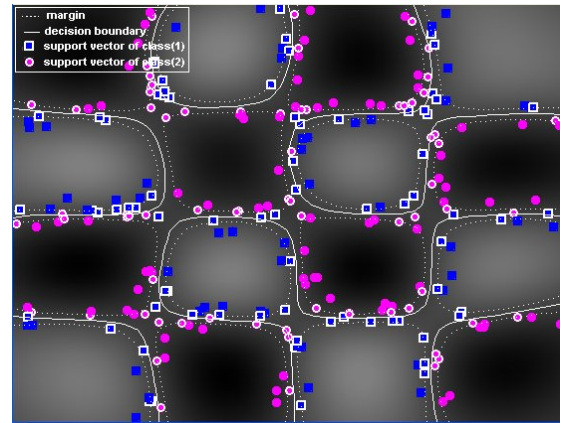 margin
decision boundary
support vector of class(1)
support vector of class(2)